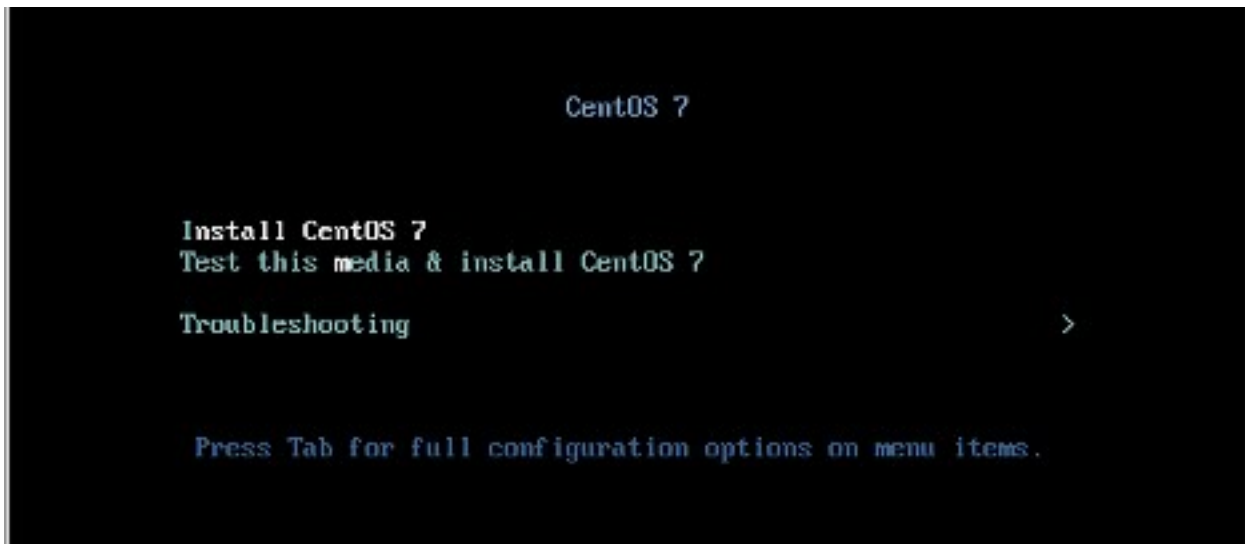 CentOS 7
Install CentOS 7
Test this media & install CentOS 7
Troubleshooting >
Press Tab for full configuration options on menu items.